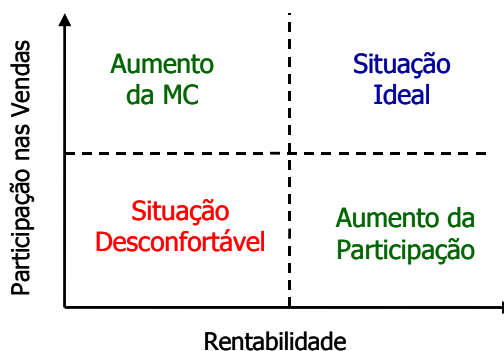 Participação nas Vendas
Aumento
da MC
Situação
Ideal
Situação
Desconfortável
Aumento da
Participação
Rentabilidade